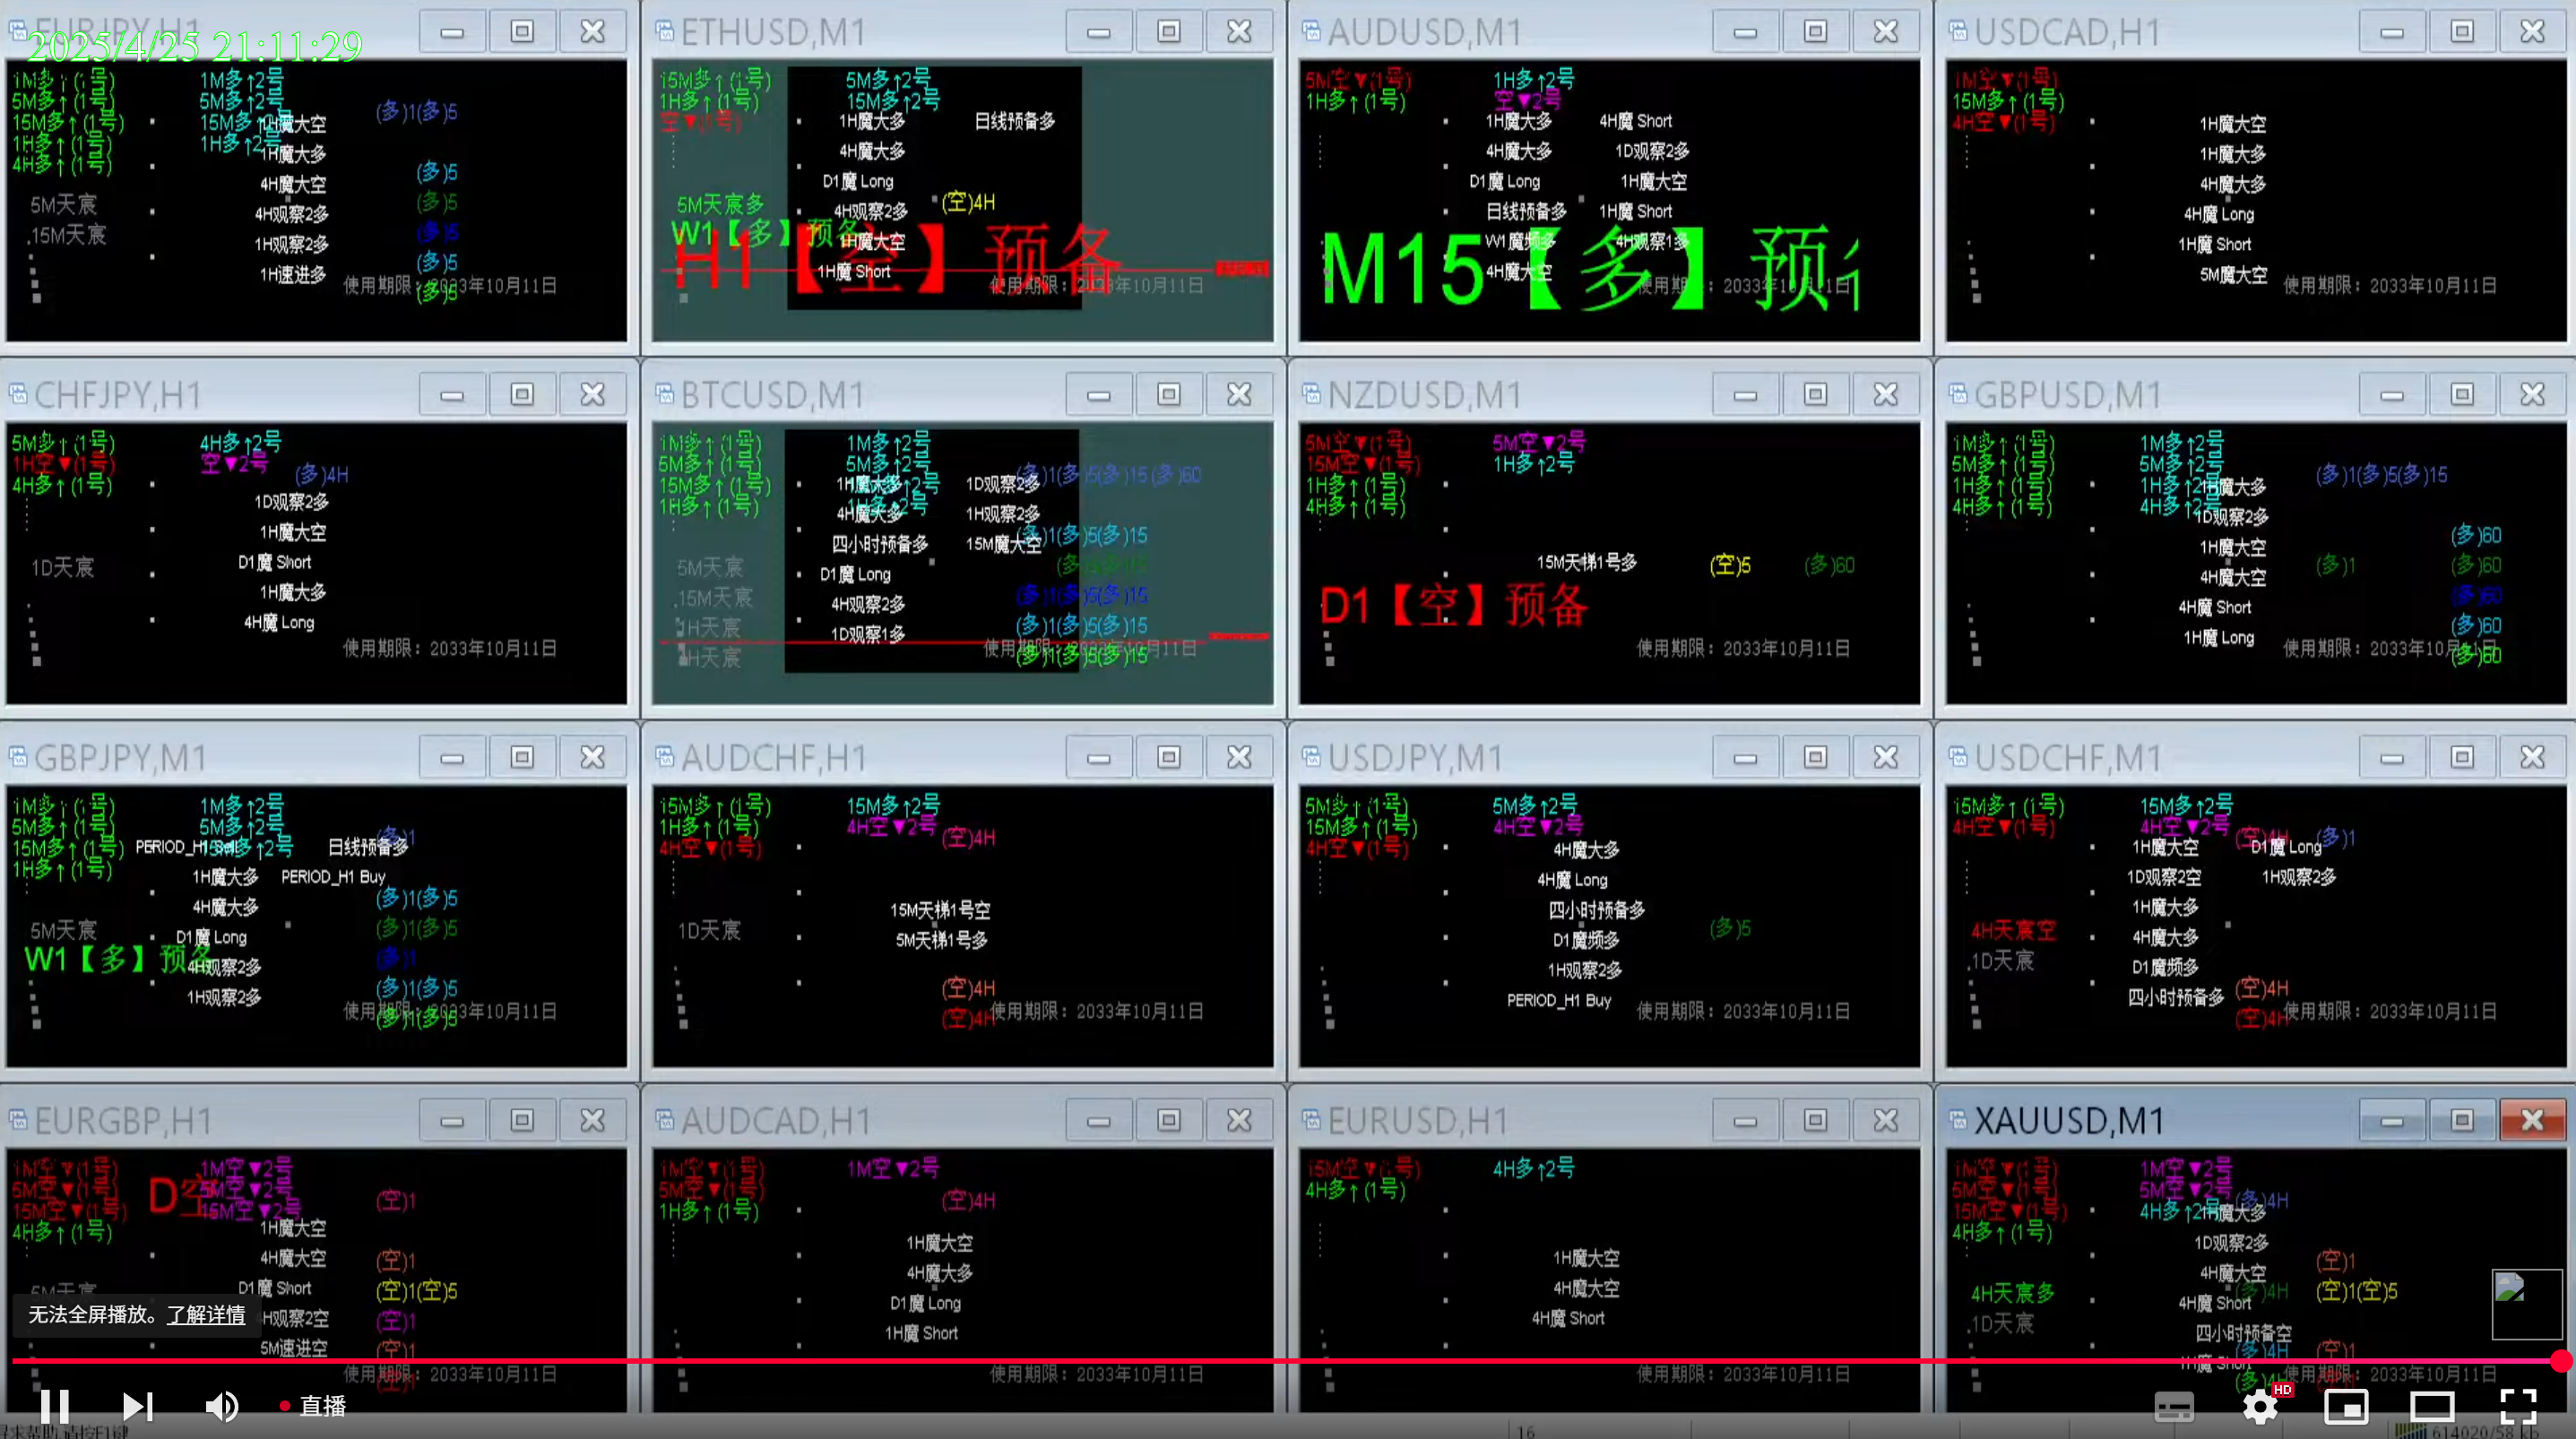 EURJPY,H1
2025/4/25 21:11:29
1M多↑(1号) 1M多↑2号
5M多↑(1号) 5M多↑2号 (多)1(多)5
15M多↑(1号) 15M多↑2号 1H魔大空
1H多↑(1号) 1H多↑2号 1H魔大多
4H多↑(1号) (多)5
4H魔大空
5M天宸 4H观察2多 (多)5
.15M天宸 1H观察2多 (多)5
(多)5
1H速进多
使用期限：2033年10月11日
(多)5
ETHUSD,M1
15M多↑(1号) 5M多↑2号
1H多↑(1号) 15M多↑2号
空▼(1号) 1H魔大多 日线预备多
4H魔大多
D1魔 Long
5M天宸多 4H观察2多 (空)4H
W1【多】预备 1H魔大空
H1【空】预备
1H魔 Short
使用期限：2033年10月11日
AUDUSD,M1
5M空▼(1号) 1H多↑2号
1H多↑(1号) 空▼2号
1H魔大多 4H魔 Short
4H魔大多 1D观察2多
D1魔 Long 1H魔大空
日线预备多 1H魔 Short
W1魔频多 4H观察1多
M15【多】预
4H魔大空
使用期限：2033年10月11日
USDCAD,H1
1M空▼(1号)
15M多↑(1号)
4H空▼(1号) 1H魔大空
1H魔大多
4H魔大多
4H魔 Long
1H魔 Short
5M魔大空
使用期限：2033年10月11日
CHFJPY,H1
5M多↑(1号) 4H多↑2号
1H空▼(1号) 空▼2号 (多)4H
4H多↑(1号)
1D观察2多
1H魔大空
1D天宸 D1魔 Short
1H魔大多
4H魔 Long
使用期限：2033年10月11日
BTCUSD,M1
1M多↑(1号) 1M多↑2号
5M多↑(1号) 5M多↑2号 (多)1(多)5(多)15(多)60
15M多↑(1号) 1H魔大多 1D观察2多
1H多↑(1号) 1H多↑2号
4H魔大多 1H观察2多
(多)1(多)5(多)15
四小时预备多 15M魔大空
5M天宸 D1魔 Long
.15M天宸 4H观察2多 (多)1(多)5(多)15
1H天宸 1D观察1多 (多)1(多)5(多)15
4H天宸 (多)1(多)5(多)15
使用期限：2033年10月11日
NZDUSD,M1
5M空▼(1号) 5M空▼2号
15M空▼(1号) 1H多↑2号
1H多↑(1号)
4H多↑(1号)
15M天梯1号多 (空)5 (多)60
D1【空】预备
使用期限：2033年10月11日
GBPUSD,M1
1M多↑(1号) 1M多↑2号
5M多↑(1号) 5M多↑2号 (多)1(多)5(多)15
1H多↑(1号) 1H多↑2号 1H魔大多
4H多↑(1号) 4H多↑2号 1D观察2多
1H魔大空 (多)60
4H魔大空 (多)1 (多)60
4H魔 Short (多)60
1H魔 Long (多)60
使用期限：2033年10月11日
(多)60
GBPJPY,M1
1M多↑(1号) 1M多↑2号
5M多↑(1号) 5M多↑2号 (多)1
15M多↑(1号) 15M多↑2号 日线预备多
1H多↑(1号) 1H魔大多 PERIOD_H1 Buy
4H魔大多 (多)1(多)5
5M天宸 D1魔 Long (多)1(多)5
W1【多】预备 4H观察2多 (多)1
1H观察2多 (多)1(多)5
使用期限：2033年10月11日
(多)1(多)5
AUDCHF,H1
15M多↑(1号) 15M多↑2号
1H多↑(1号) 4H空▼2号 (空)4H
4H空▼(1号)
15M天梯1号空
1D天宸 5M天梯1号多
(空)4H
(空)4H
使用期限：2033年10月11日
USDJPY,M1
5M多↑(1号) 5M多↑2号
15M多↑(1号) 4H空▼2号
4H空▼(1号) 4H魔大多
4H魔 Long
四小时预备多
D1魔频多 (多)5
1H观察2多
PERIOD_H1 Buy
使用期限：2033年10月11日
USDCHF,M1
15M多↑(1号) 15M多↑2号
4H空▼(1号) 4H空▼2号 (空)4H (多)1
1H魔大空 D1魔 Long
1D观察2空 1H观察2多
1H魔大多
4H天宸空 4H魔大多
.1D天宸 D1魔频多
四小时预备多 (空)4H
(空)4H
使用期限：2033年10月11日
EURGBP,H1
1M空▼(1号) 1M空▼2号
5M空▼(1号) D空 5M空▼2号 (空)1
15M空▼(1号) 15M空▼2号
4H多↑(1号) 1H魔大空
4H魔大空 (空)1
5M天宸 D1魔 Short (空)1(空)5
4H观察2空 (空)1
5M速进空 (空)1
使用期限：2033年10月11日
AUDCAD,H1
1M空▼(1号) 1M空▼2号
5M空▼(1号) (空)4H
1H多↑(1号)
1H魔大空
4H魔大多
D1魔 Long
1H魔 Short
使用期限：2033年10月11日
EURUSD,H1
15M空▼(1号) 4H多↑2号
4H多↑(1号)
1H魔大空
4H魔大空
4H魔 Short
使用期限：2033年10月11日
XAUUSD,M1
1M空▼(1号) 1M空▼2号
5M空▼(1号) 5M空▼2号 (多)4H
15M空▼(1号) 4H多↑2号 1H魔大多
4H多↑(1号) 1D观察2多
4H魔大空 (空)1
4H天宸多 4H魔 Short (多)4H (空)1(空)5
.1D天宸 四小时预备空
(多)4H (空)1
1H魔 Short
使用期限：2033年10月11日
无法全屏播放。了解详情
直播
HD
16
614020/58 kb